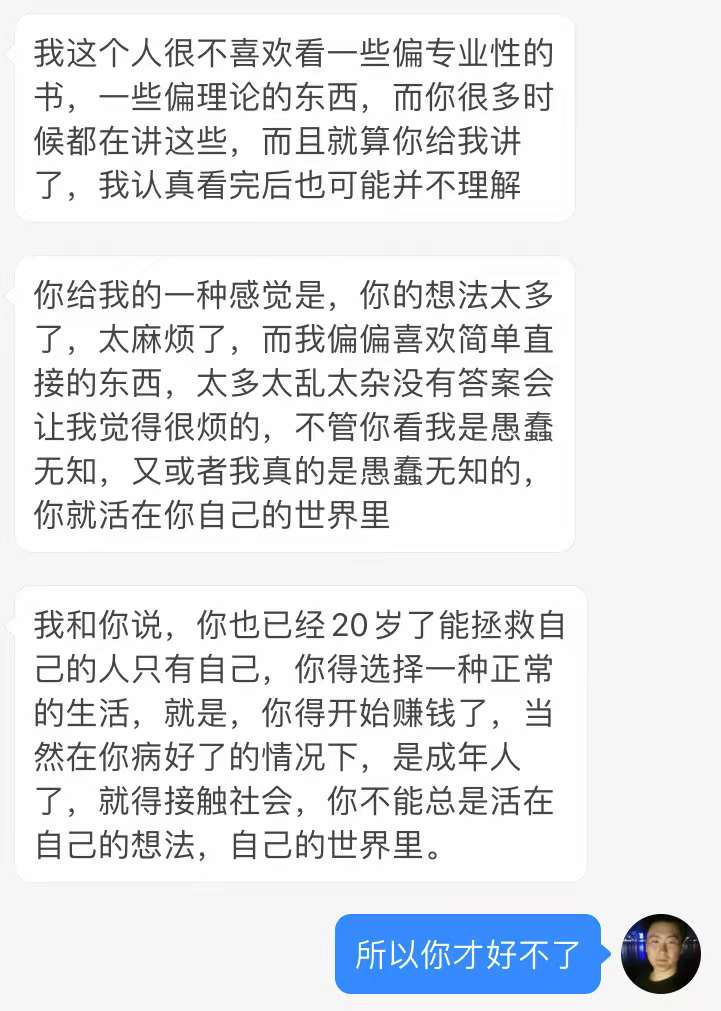 我这个人很不喜欢看一些偏专业性的
书，一些偏理论的东西，而你很多时
候都在讲这些，而且就算你给我讲
了，我认真看完后也可能并不理解
你给我的一种感觉是，你的想法太多
了，太麻烦了，而我偏偏喜欢简单直
接的东西，太多太乱太杂没有答案会
让我觉得很烦的，不管你看我是愚蠢
无知，又或者我真的是愚蠢无知的，
你就活在你自己的世界里
我和你说，你也已经20岁了能拯救自
己的人只有自己，你得选择一种正常
的生活，就是，你得开始赚钱了，当
然在你病好了的情况下，是成年人
了，就得接触社会，你不能总是活在
自己的想法，自己的世界里。
所以你才好不了